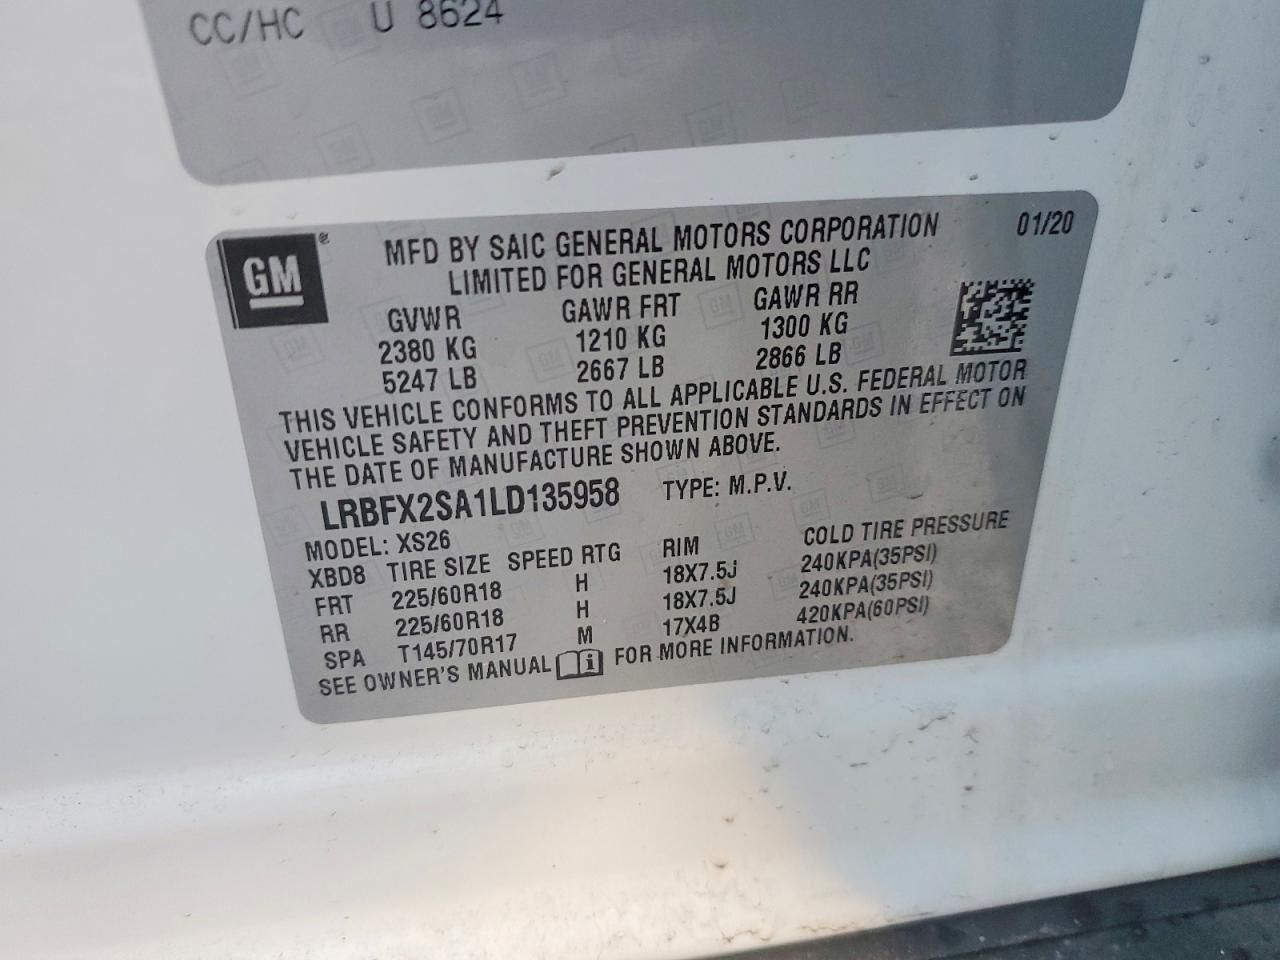 CC/HC U 8624
GM ® MFD BY SAIC GENERAL MOTORS CORPORATION 01/20
LIMITED FOR GENERAL MOTORS LLC
GVWR GAWR FRT GAWR RR
2380 KG 1210 KG 1300 KG
5247 LB 2667 LB 2866 LB
THIS VEHICLE CONFORMS TO ALL APPLICABLE U.S. FEDERAL MOTOR
VEHICLE SAFETY AND THEFT PREVENTION STANDARDS IN EFFECT ON
THE DATE OF MANUFACTURE SHOWN ABOVE.
LRBFX2SA1LD135958 TYPE: M.P.V.
MODEL: XS26
XBD8 TIRE SIZE SPEED RTG RIM COLD TIRE PRESSURE
FRT 225/60R18 H 18X7.5J 240KPA(35PSI)
RR 225/60R18 H 18X7.5J 240KPA(35PSI)
SPA T145/70R17 M 17X4B 420KPA(60PSI)
SEE OWNER'S MANUAL i FOR MORE INFORMATION.